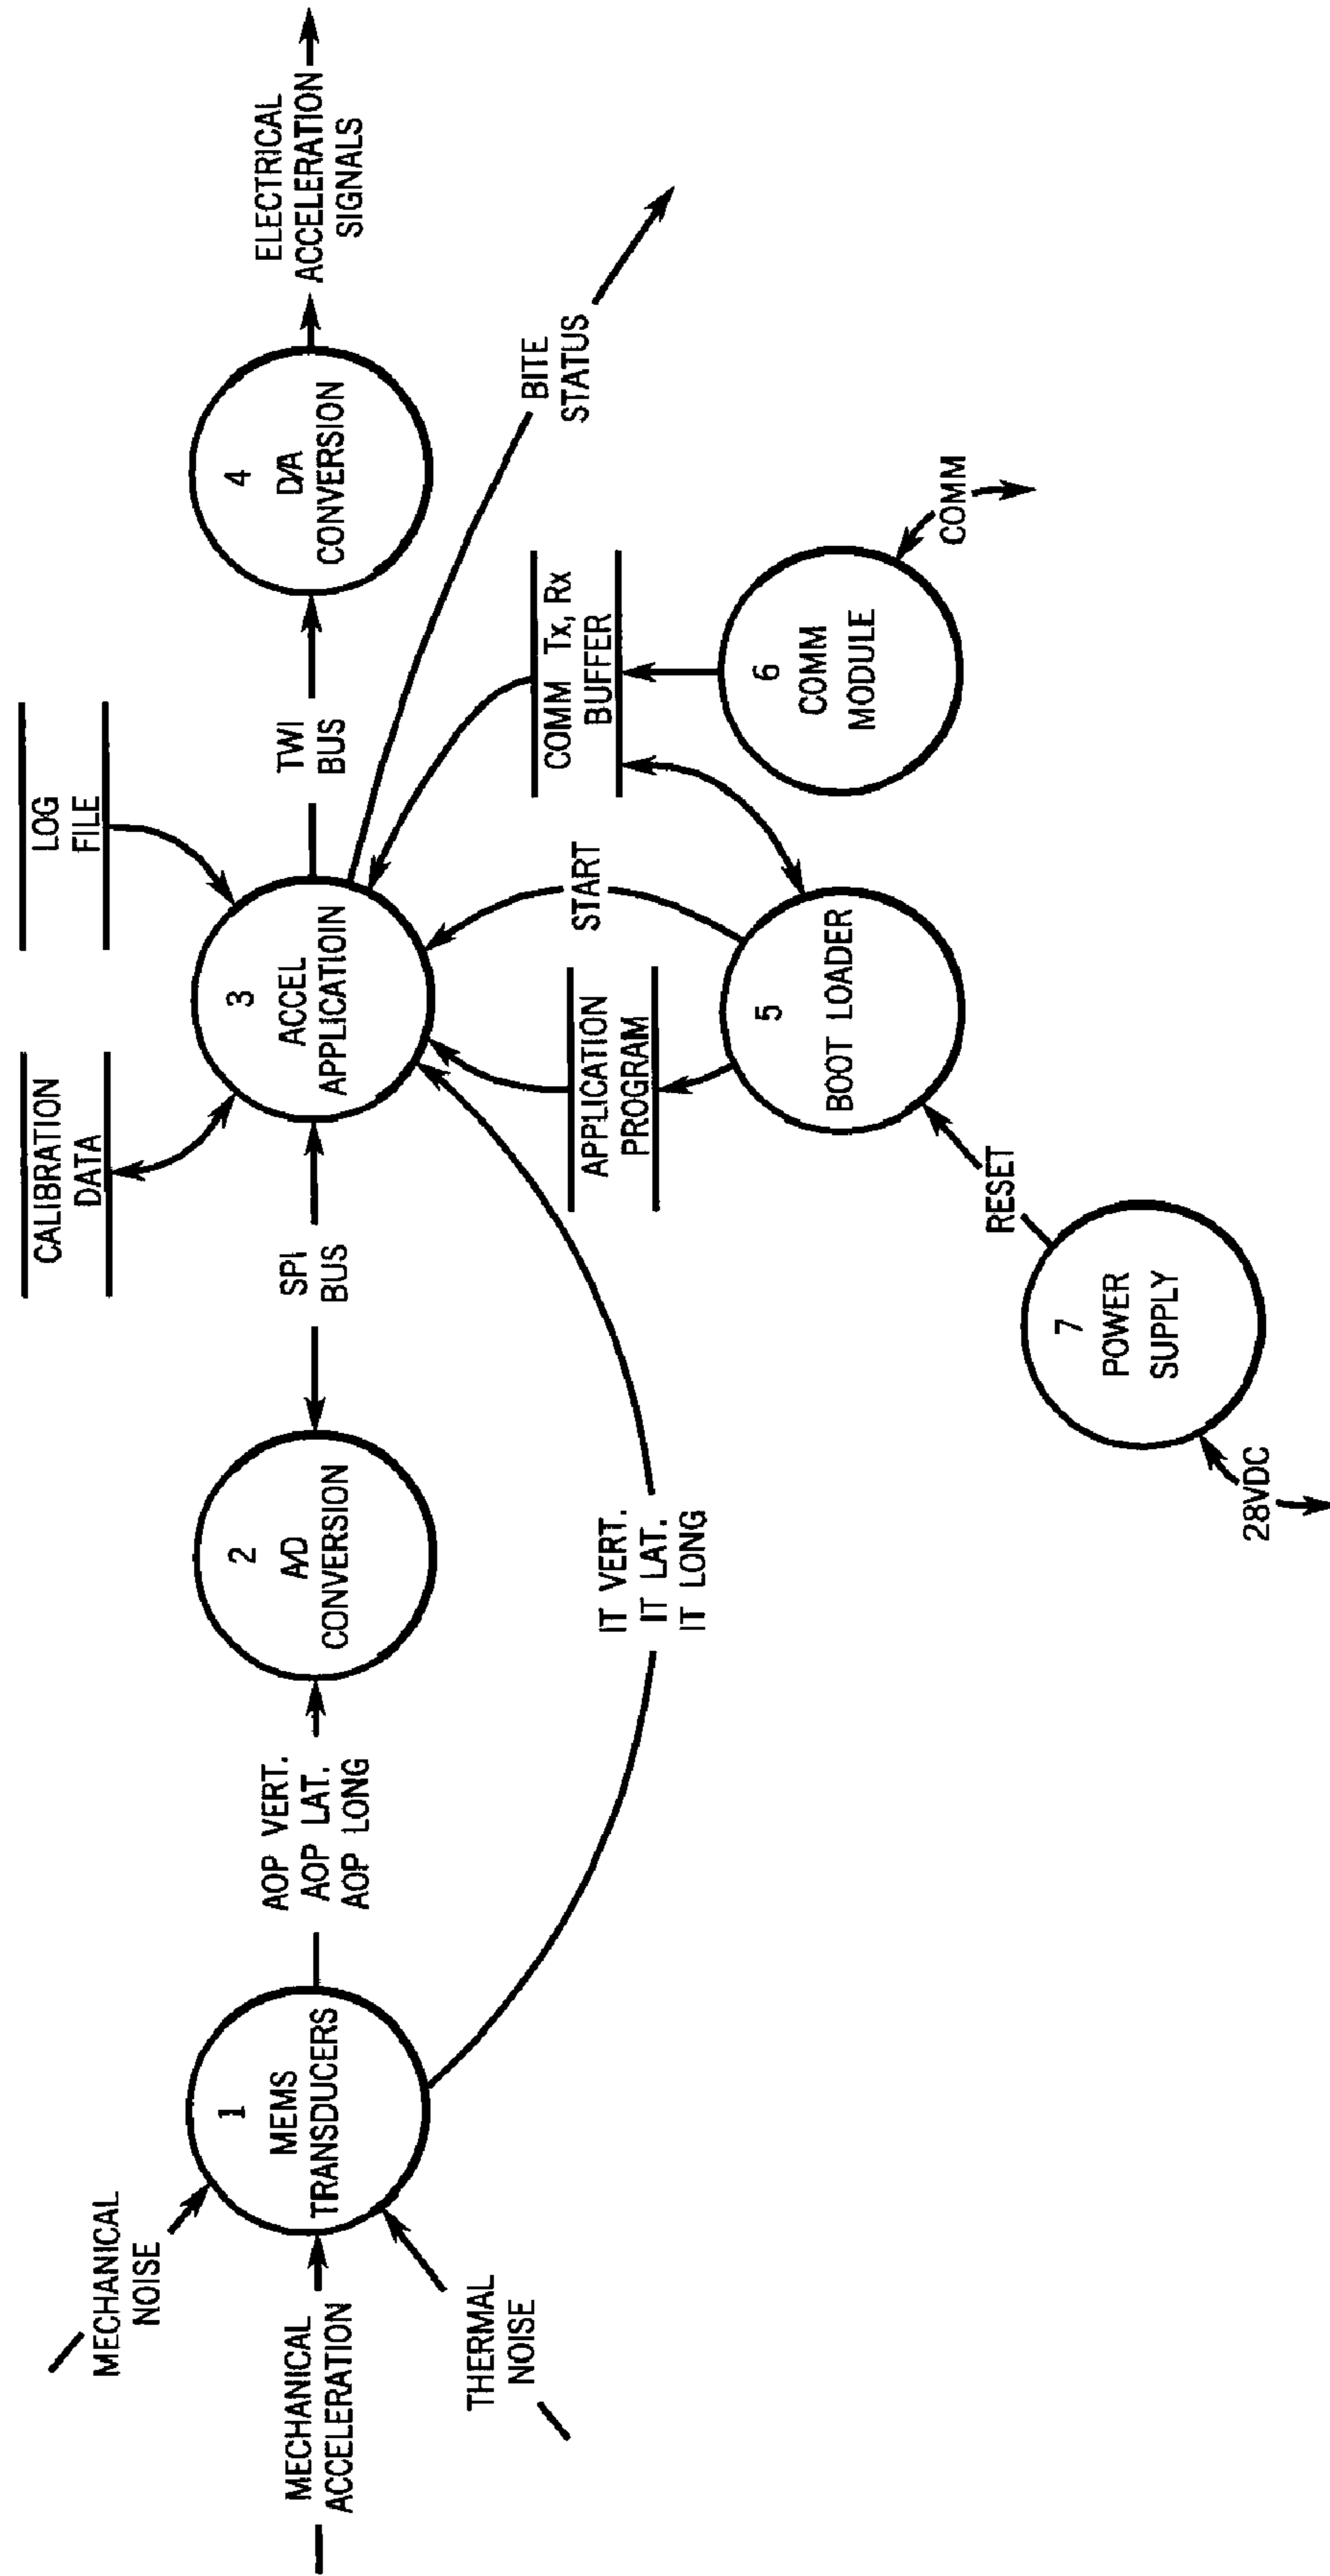 MECHANICAL
NOISE
MECHANICAL
ACCELERATION
THERMAL
NOISE
1
MEMS
TRANSDUCERS
AOP VERT.
AOP LAT.
AOP LONG
2
A/D
CONVERSION
SPI
BUS
IT VERT.
IT LAT.
IT LONG
CALIBRATION
DATA
LOG
FILE
3
ACCEL
APPLICATIOIN
TWI
BUS
4
D/A
CONVERSION
ELECTRICAL
ACCELERATION
SIGNALS
BITE
STATUS
APPLICATION
PROGRAM
START
COMM Tx, Rx
BUFFER
5
BOOT LOADER
6
COMM
MODULE
COMM
RESET
7
POWER
SUPPLY
28VDC